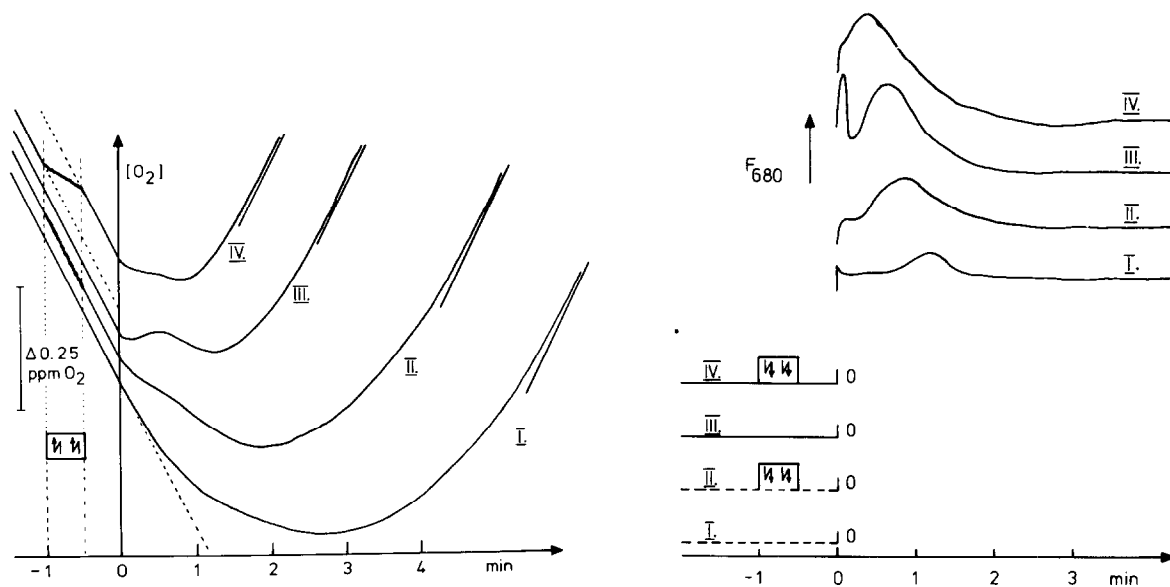 [O₂]
IV.
III.
II.
I.
Δ 0.25
ppm O₂
-1 0 1 2 3 4 min
F₆₈₀
IV.
III.
II.
I.
IV. 0
III. 0
II. 0
I. 0
-1 0 1 2 3 min